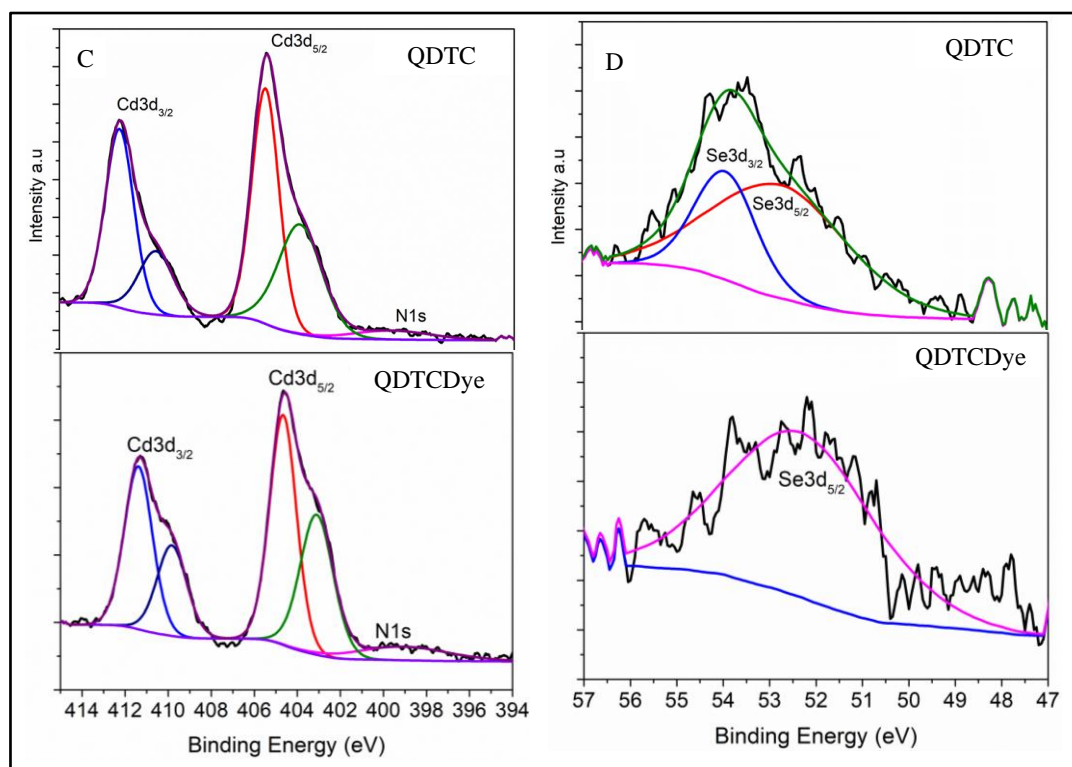 C
QDTC
Cd3d5/2
Cd3d3/2
N1s
Intensity a.u
QDTCDye
Cd3d5/2
Cd3d3/2
N1s
414 412 410 408 406 404 402 400 398 396 394
Binding Energy (eV)
D
QDTC
Se3d3/2
Se3d5/2
Intensity a.u
QDTCDye
Se3d5/2
57 56 55 54 53 52 51 50 49 48 47
Binding Energy (eV)